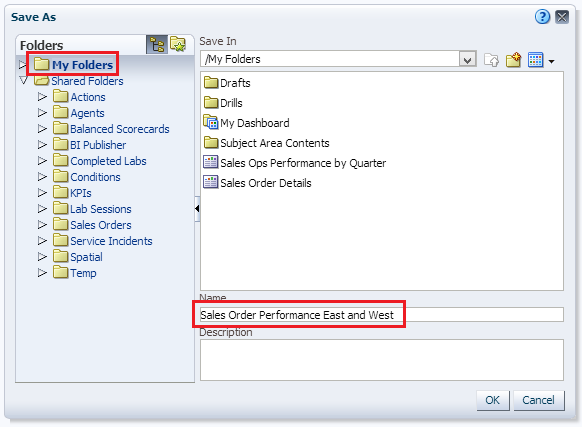 Save As
Folders
My Folders
Shared Folders
Actions
Agents
Balanced Scorecards
BI Publisher
Completed Labs
Conditions
KPIs
Lab Sessions
Sales Orders
Service Incidents
Spatial
Temp
Save In
/My Folders
Drafts
Drills
My Dashboard
Subject Area Contents
Sales Ops Performance by Quarter
Sales Order Details
Name
Sales Order Performance East and West
Description
OK Cancel